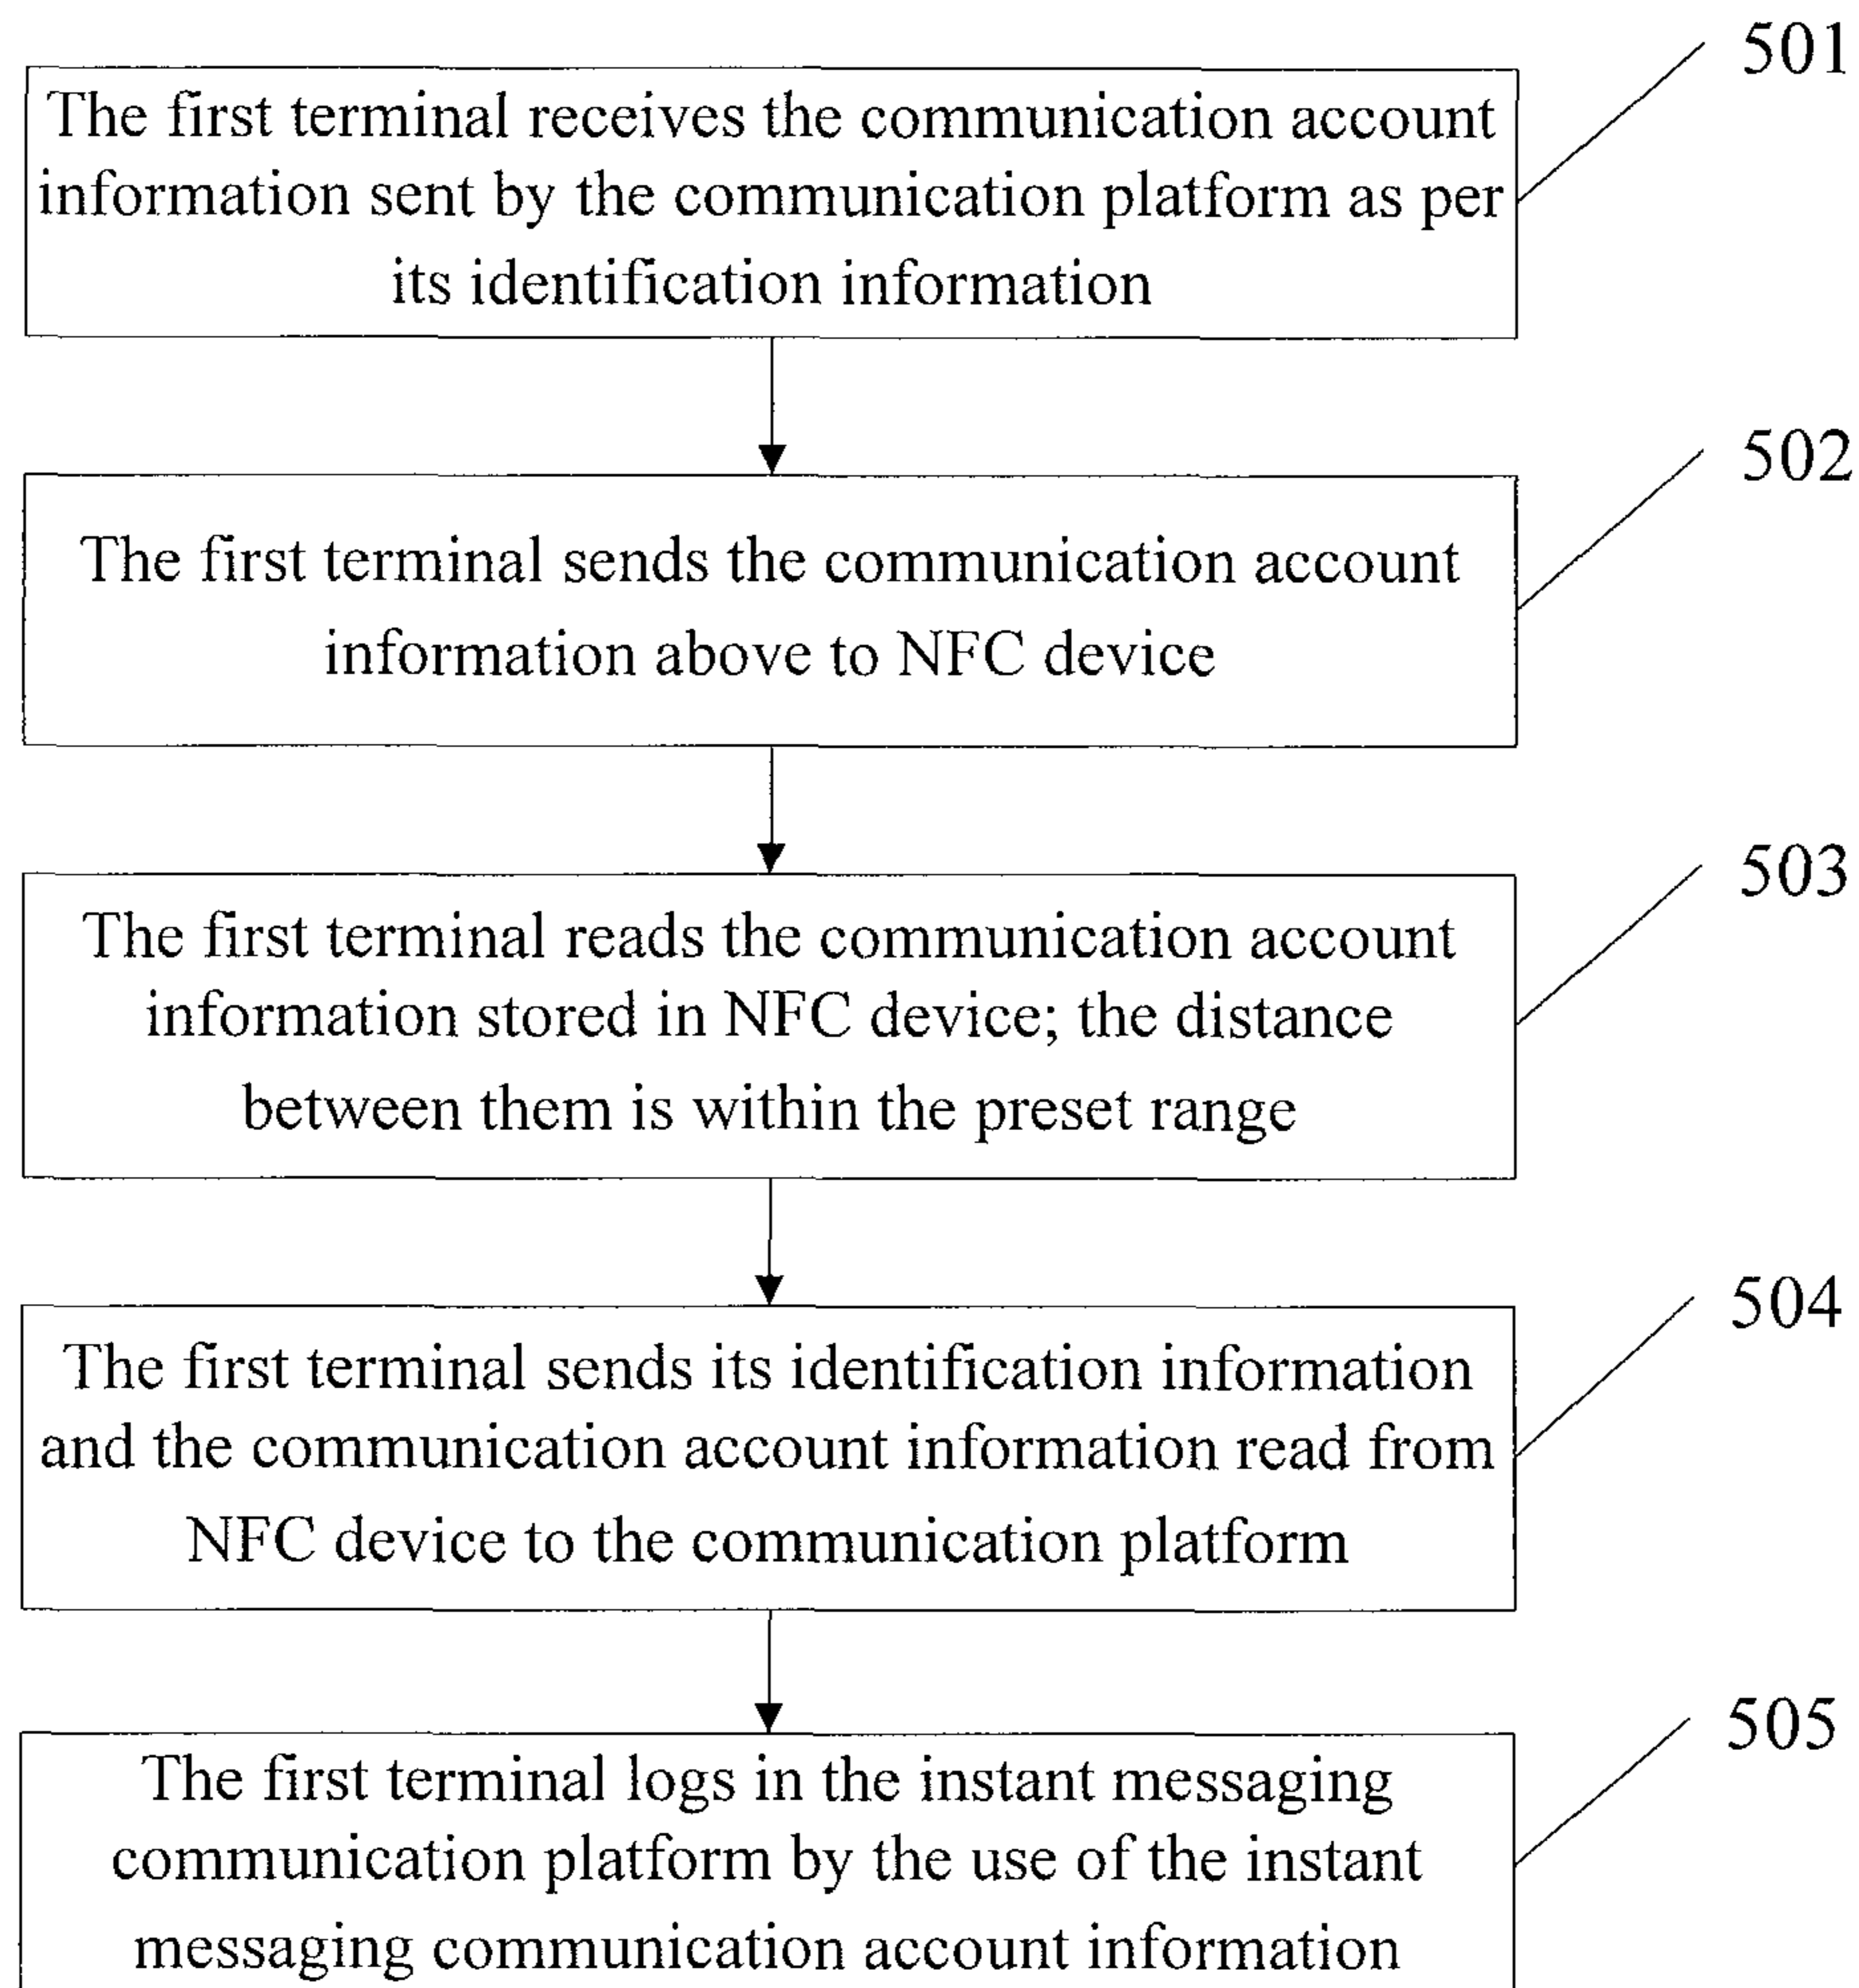 501
The first terminal receives the communication account
information sent by the communication platform as per
its identification information
502
The first terminal sends the communication account
information above to NFC device
503
The first terminal reads the communication account
information stored in NFC device; the distance
between them is within the preset range
504
The first terminal sends its identification information
and the communication account information read from
NFC device to the communication platform
505
The first terminal logs in the instant messaging
communication platform by the use of the instant
messaging communication account information